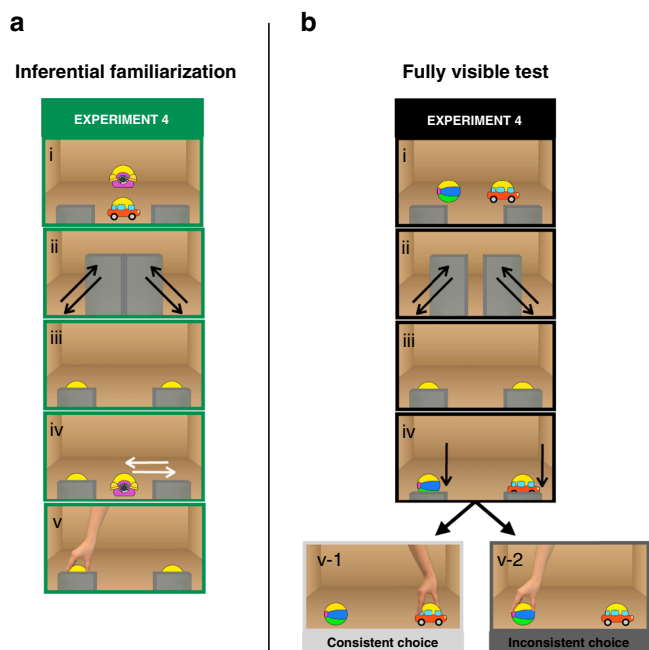 a
Inferential familiarization
EXPERIMENT 4
i
ii
iii
iv
v
b
Fully visible test
EXPERIMENT 4
i
ii
iii
iv
v-1
Consistent choice
v-2
Inconsistent choice